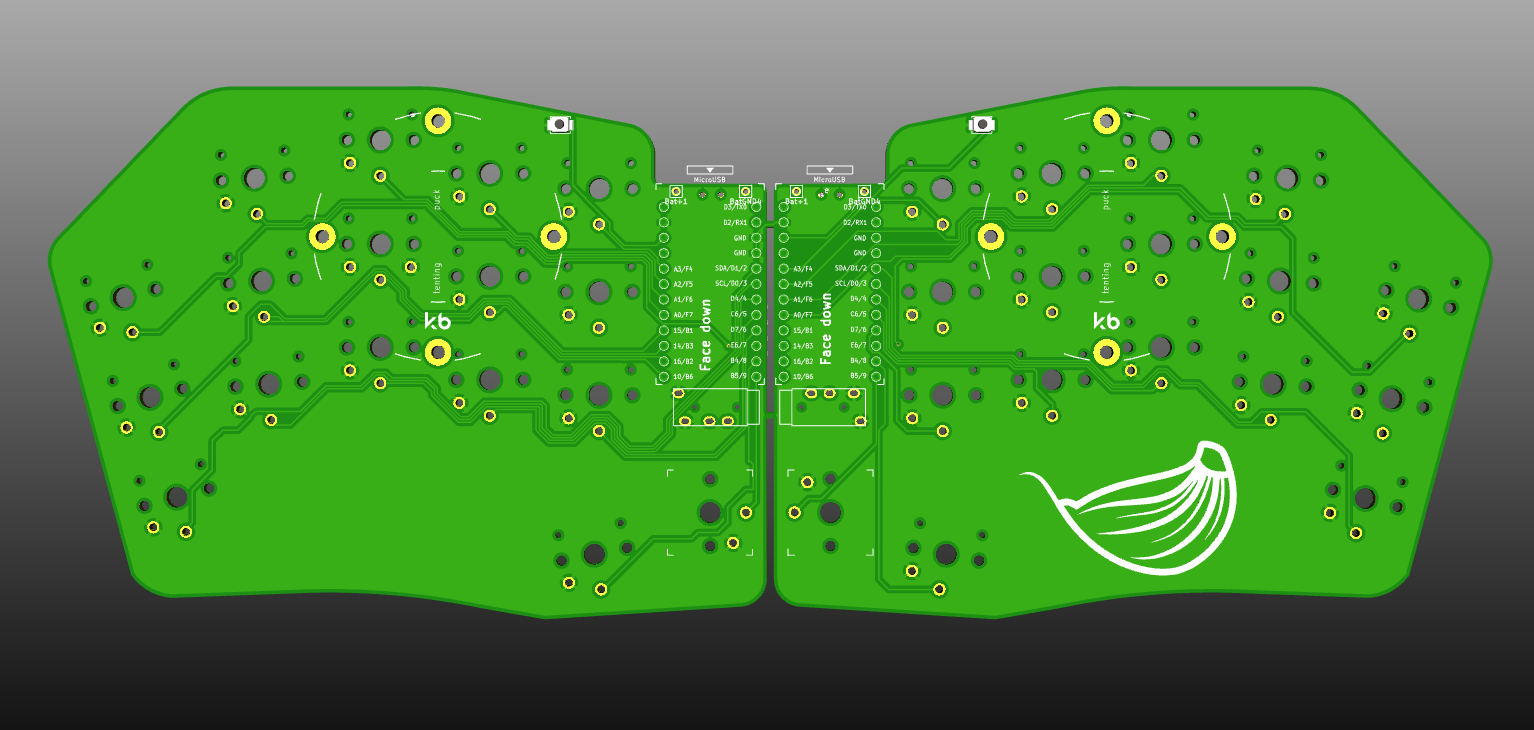 MicroUSB
Bat+1
BatGND4
D3/TX0
D2/RX1
GND
GND
A3/F4
SDA/D1/2
A2/F5
SCL/D0/3
A1/F6
D4/4
A0/F7
C6/5
15/B1
D7/6
14/B3
E6/7
16/B2
B4/8
10/B6
B5/9
Face down
MicroUSB
Bat+1
BatGND4
D3/TX0
D2/RX1
GND
GND
A3/F4
SDA/D1/2
A2/F5
SCL/D0/3
A1/F6
D4/4
A0/F7
C6/5
15/B1
D7/6
14/B3
E6/7
16/B2
B4/8
10/B6
B5/9
Face down
tenting puck
kb
tenting puck
kb